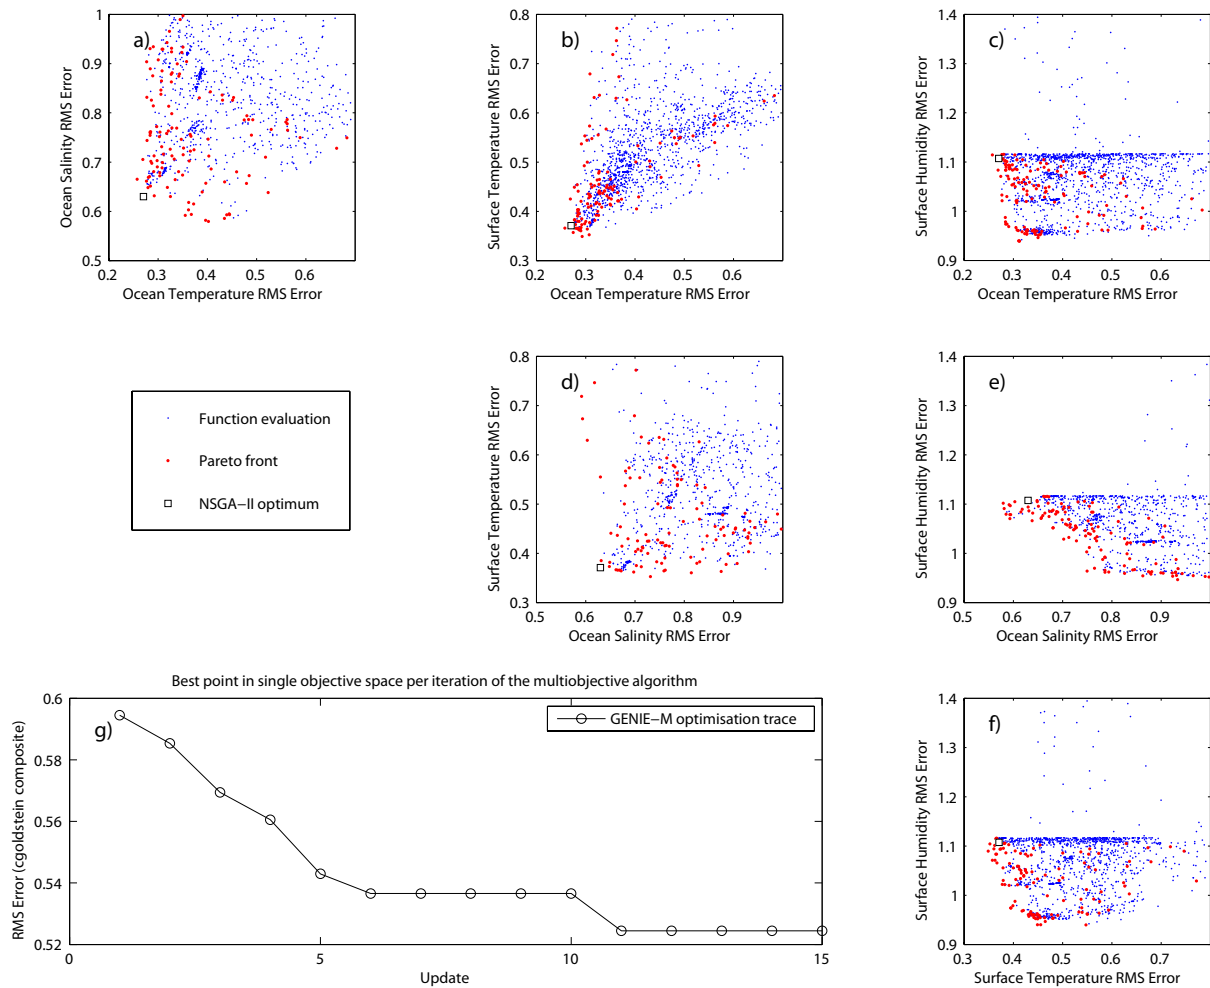 a)
1
0.9
0.8
0.7
0.6
0.5
0.2 0.3 0.4 0.5 0.6
Ocean Salinity RMS Error
Ocean Temperature RMS Error
b)
0.8
0.7
0.6
0.5
0.4
0.3
0.2 0.3 0.4 0.5 0.6
Surface Temperature RMS Error
Ocean Temperature RMS Error
c)
1.4
1.3
1.2
1.1
1
0.9
0.2 0.3 0.4 0.5 0.6
Surface Humidity RMS Error
Ocean Temperature RMS Error
Function evaluation
Pareto front
NSGA−II optimum
d)
0.8
0.7
0.6
0.5
0.4
0.3
0.5 0.6 0.7 0.8 0.9
Surface Temperature RMS Error
Ocean Salinity RMS Error
e)
1.4
1.3
1.2
1.1
1
0.9
0.5 0.6 0.7 0.8 0.9
Surface Humidity RMS Error
Ocean Salinity RMS Error
Best point in single objective space per iteration of the multiobjective algorithm
g)
GENIE−M optimisation trace
0.6
0.58
0.56
0.54
0.52
0 5 10 15
RMS Error (cgoldstein composite)
Update
f)
1.4
1.3
1.2
1.1
1
0.9
0.3 0.4 0.5 0.6 0.7
Surface Humidity RMS Error
Surface Temperature RMS Error